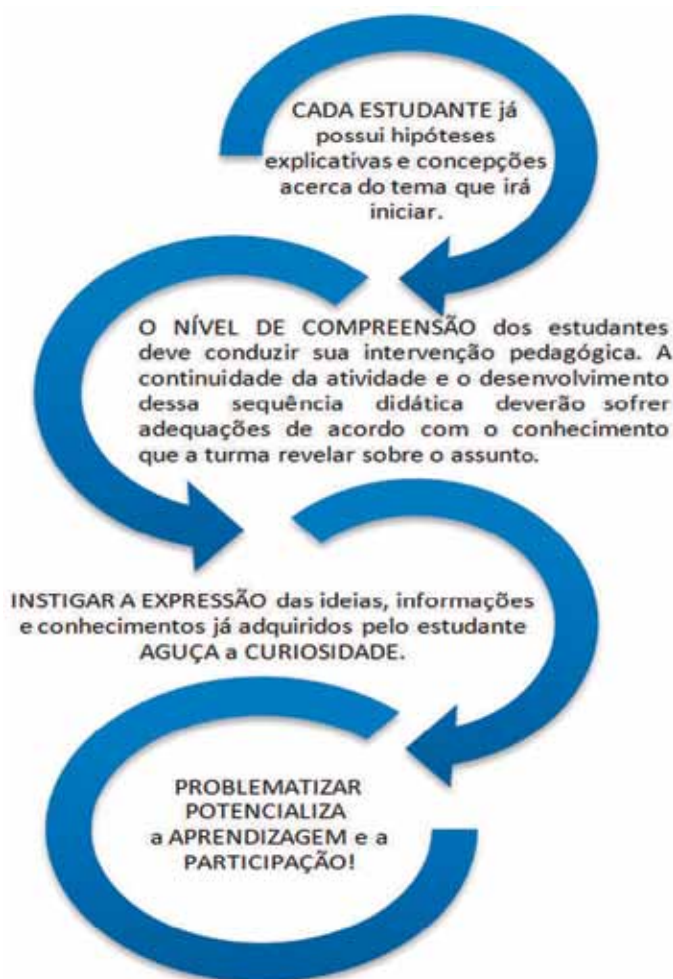 CADA ESTUDANTE já
possui hipóteses
explicativas e concepções
acerca do tema que irá
iniciar.
O NÍVEL DE COMPREENSÃO dos estudantes
deve conduzir sua intervenção pedagógica. A
continuidade da atividade e o desenvolvimento
dessa sequência didática deverão sofrer
adequações de acordo com o conhecimento
que a turma revelar sobre o assunto.
INSTIGAR A EXPRESSÃO das ideias, informações
e conhecimentos já adquiridos pelo estudante
AGUÇA a CURIOSIDADE.
PROBLEMATIZAR
POTENCIALIZA
a APRENDIZAGEM e a
PARTICIPAÇÃO!